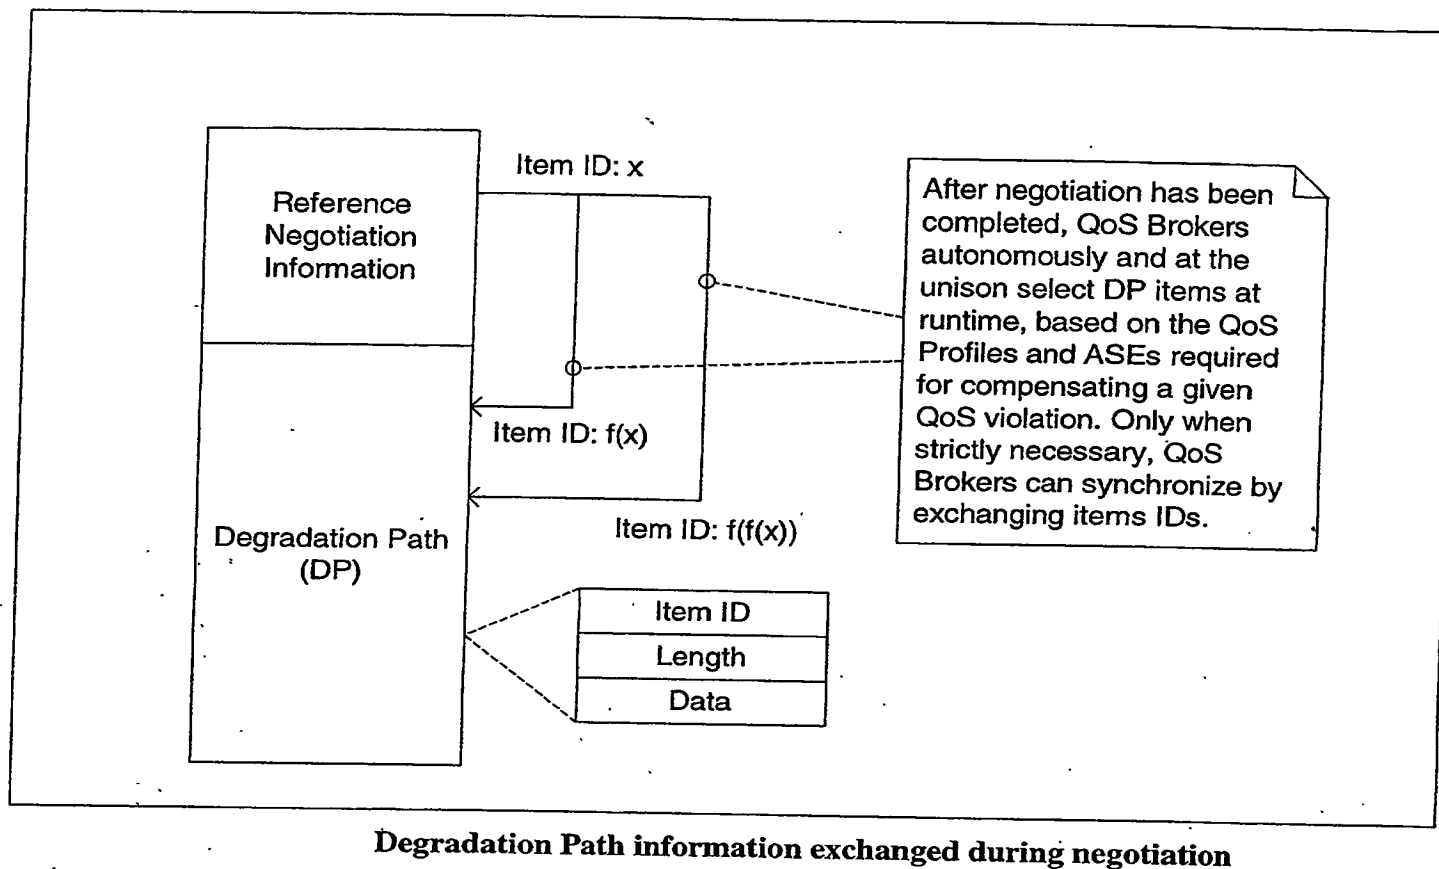 Item ID: x
Reference
Negotiation
Information
After negotiation has been
completed, QoS Brokers
autonomously and at the
unison select DP items at
runtime, based on the QoS
Profiles and ASEs required
for compensating a given
QoS violation. Only when
strictly necessary, QoS
Brokers can synchronize by
exchanging items IDs.
Item ID: f(x)
Item ID: f(f(x))
Degradation Path
(DP)
Item ID
Length
Data
Degradation Path information exchanged during negotiation